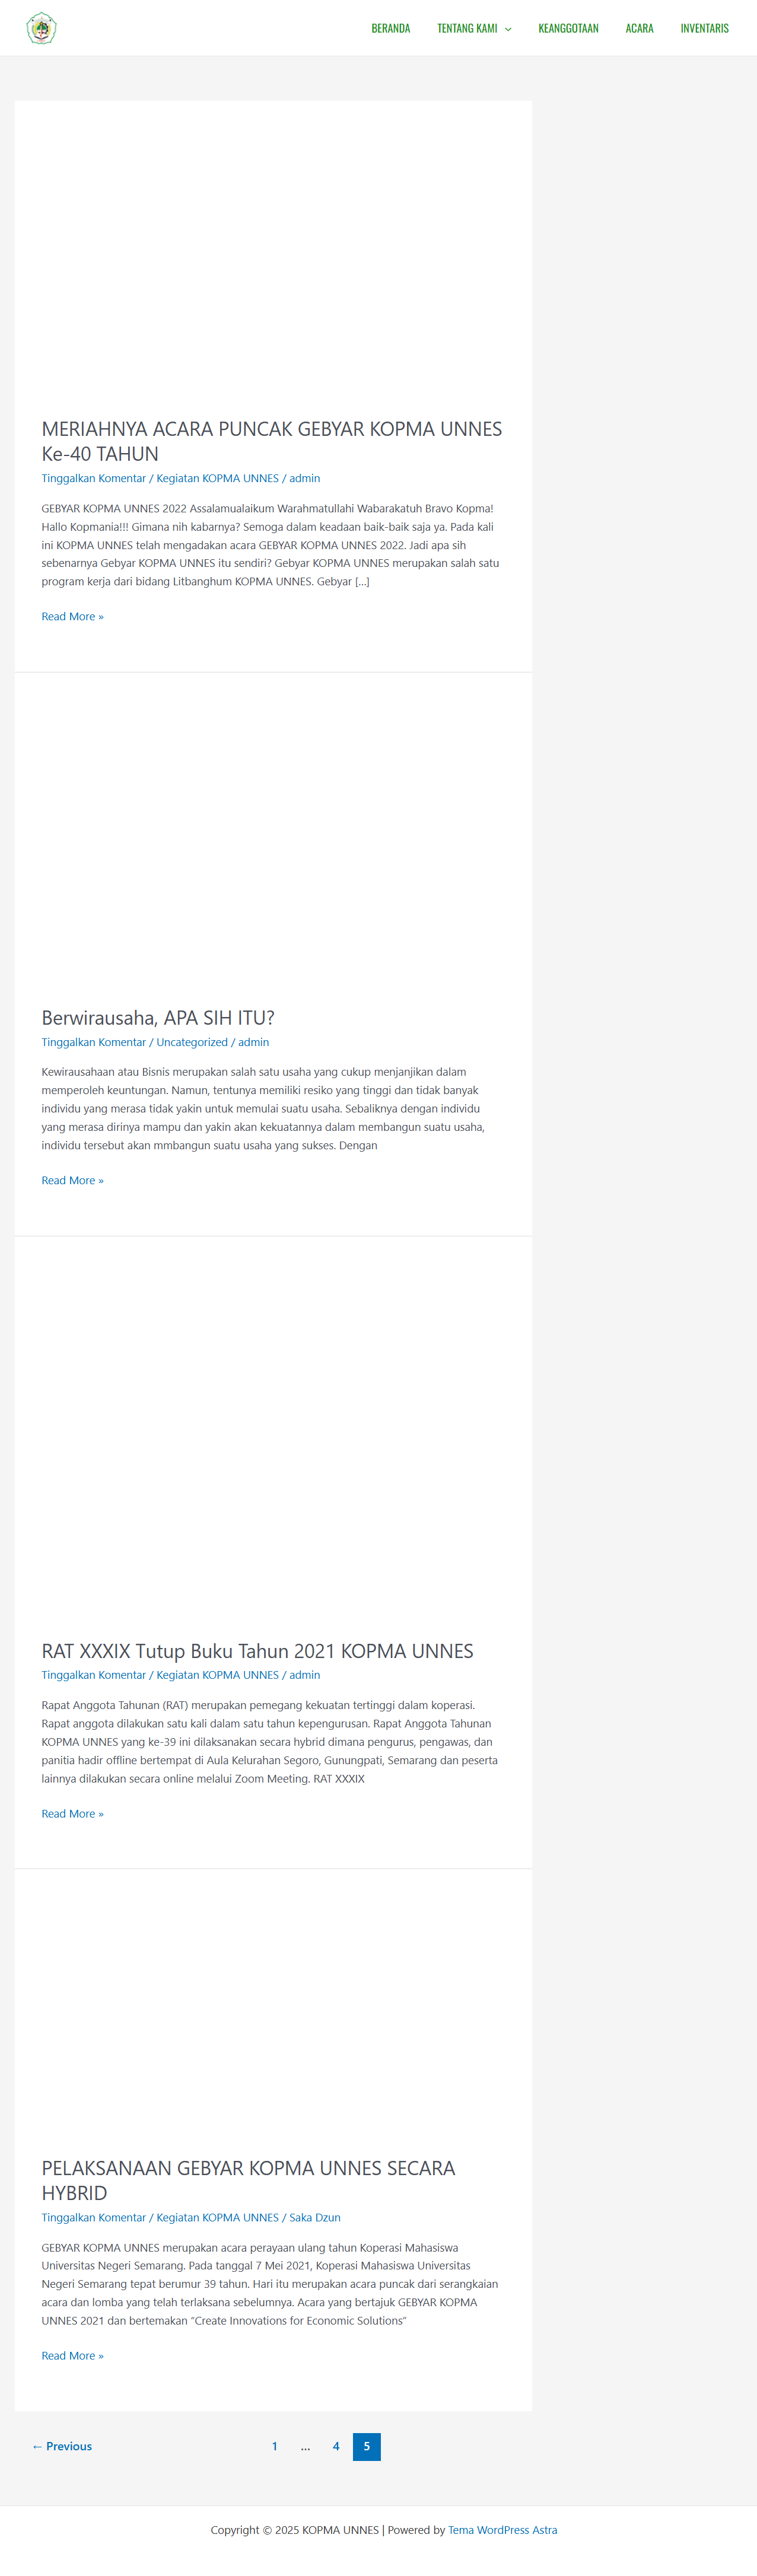 BERANDA TENTANG KAMI KEANGGOTAAN ACARA INVENTARIS
MERIAHNYA ACARA PUNCAK GEBYAR KOPMA UNNES
Ke-40 TAHUN
Tinggalkan Komentar / Kegiatan KOPMA UNNES / admin
GEBYAR KOPMA UNNES 2022 Assalamualaikum Warahmatullahi Wabarakatuh Bravo Kopma!
Hallo Kopmania!!! Gimana nih kabarnya? Semoga dalam keadaan baik-baik saja ya. Pada kali
ini KOPMA UNNES telah mengadakan acara GEBYAR KOPMA UNNES 2022. Jadi apa sih
sebenarnya Gebyar KOPMA UNNES itu sendiri? Gebyar KOPMA UNNES merupakan salah satu
program kerja dari bidang Litbanghum KOPMA UNNES. Gebyar […]
Read More »
Berwirausaha, APA SIH ITU?
Tinggalkan Komentar / Uncategorized / admin
Kewirausahaan atau Bisnis merupakan salah satu usaha yang cukup menjanjikan dalam
memperoleh keuntungan. Namun, tentunya memiliki resiko yang tinggi dan tidak banyak
individu yang merasa tidak yakin untuk memulai suatu usaha. Sebaliknya dengan individu
yang merasa dirinya mampu dan yakin akan kekuatannya dalam membangun suatu usaha,
individu tersebut akan mmbangun suatu usaha yang sukses. Dengan
Read More »
RAT XXXIX Tutup Buku Tahun 2021 KOPMA UNNES
Tinggalkan Komentar / Kegiatan KOPMA UNNES / admin
Rapat Anggota Tahunan (RAT) merupakan pemegang kekuatan tertinggi dalam koperasi.
Rapat anggota dilakukan satu kali dalam satu tahun kepengurusan. Rapat Anggota Tahunan
KOPMA UNNES yang ke-39 ini dilaksanakan secara hybrid dimana pengurus, pengawas, dan
panitia hadir offline bertempat di Aula Kelurahan Segoro, Gunungpati, Semarang dan peserta
lainnya dilakukan secara online melalui Zoom Meeting. RAT XXXIX
Read More »
PELAKSANAAN GEBYAR KOPMA UNNES SECARA
HYBRID
Tinggalkan Komentar / Kegiatan KOPMA UNNES / Saka Dzun
GEBYAR KOPMA UNNES merupakan acara perayaan ulang tahun Koperasi Mahasiswa
Universitas Negeri Semarang. Pada tanggal 7 Mei 2021, Koperasi Mahasiswa Universitas
Negeri Semarang tepat berumur 39 tahun. Hari itu merupakan acara puncak dari serangkaian
acara dan lomba yang telah terlaksana sebelumnya. Acara yang bertajuk GEBYAR KOPMA
UNNES 2021 dan bertemakan “Create Innovations for Economic Solutions”
Read More »
← Previous 1 … 4 5
Copyright © 2025 KOPMA UNNES | Powered by Tema WordPress Astra